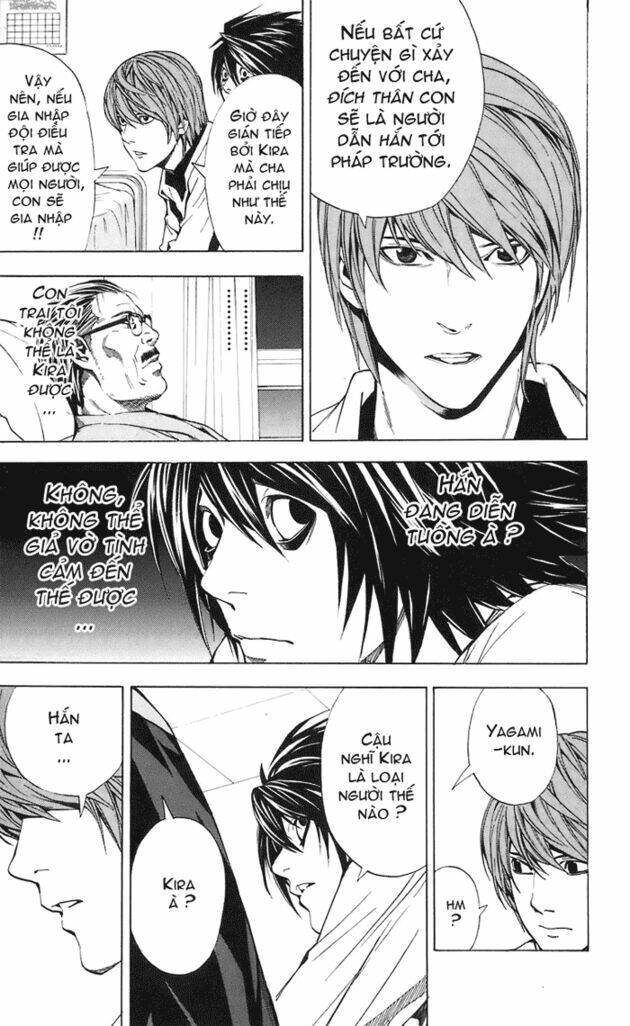 NẾU BẤT CỨ
CHUYỆN GÌ XẢY
ĐẾN VỚI CHA,
ĐÍCH THÂN CON
SẼ LÀ NGƯỜI
DẪN HẮN TỚI
PHÁP TRƯỜNG.
GIỜ ĐÂY
GIÁN TIẾP
BỞI KIRA
MÀ CHA
PHẢI CHỊU
NHƯ THẾ
NÀY.
VẬY
NÊN, NẾU
GIA NHẬP
ĐỘI ĐIỀU
TRA MÀ
GIÚP ĐƯỢC
MỌI NGƯỜI,
CON SẼ
GIA NHẬP
!!
CON
TRAI TÔI
KHÔNG
THỂ LÀ
KIRA
ĐƯỢC
...
HẮN
ĐANG DIỄN
TUỒNG À ?
KHÔNG,
KHÔNG THỂ
GIẢ VỜ TÌNH
CẢM ĐẾN
THẾ ĐƯỢC
...
YAGAMI
-KUN.
HM
?
CẬU
NGHĨ KIRA
LÀ LOẠI
NGƯỜI THẾ
NÀO ?
KIRA
À ?
HẮN
TA
...